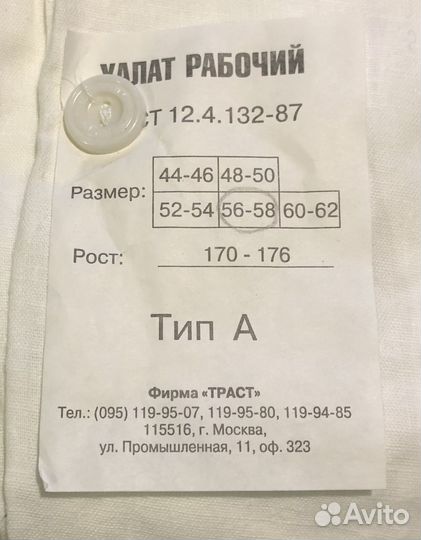 ХАЛАТ РАБОЧИЙ
ст 12.4.132-87
Размер:
44-46 48-50
52-54 56-58 60-62
Рост: 170 - 176
Тип А
Фирма «ТРАСТ»
Тел.: (095) 119-95-07, 119-95-80, 119-94-85
115516, г. Москва,
ул. Промышленная, 11, оф. 323
Avito